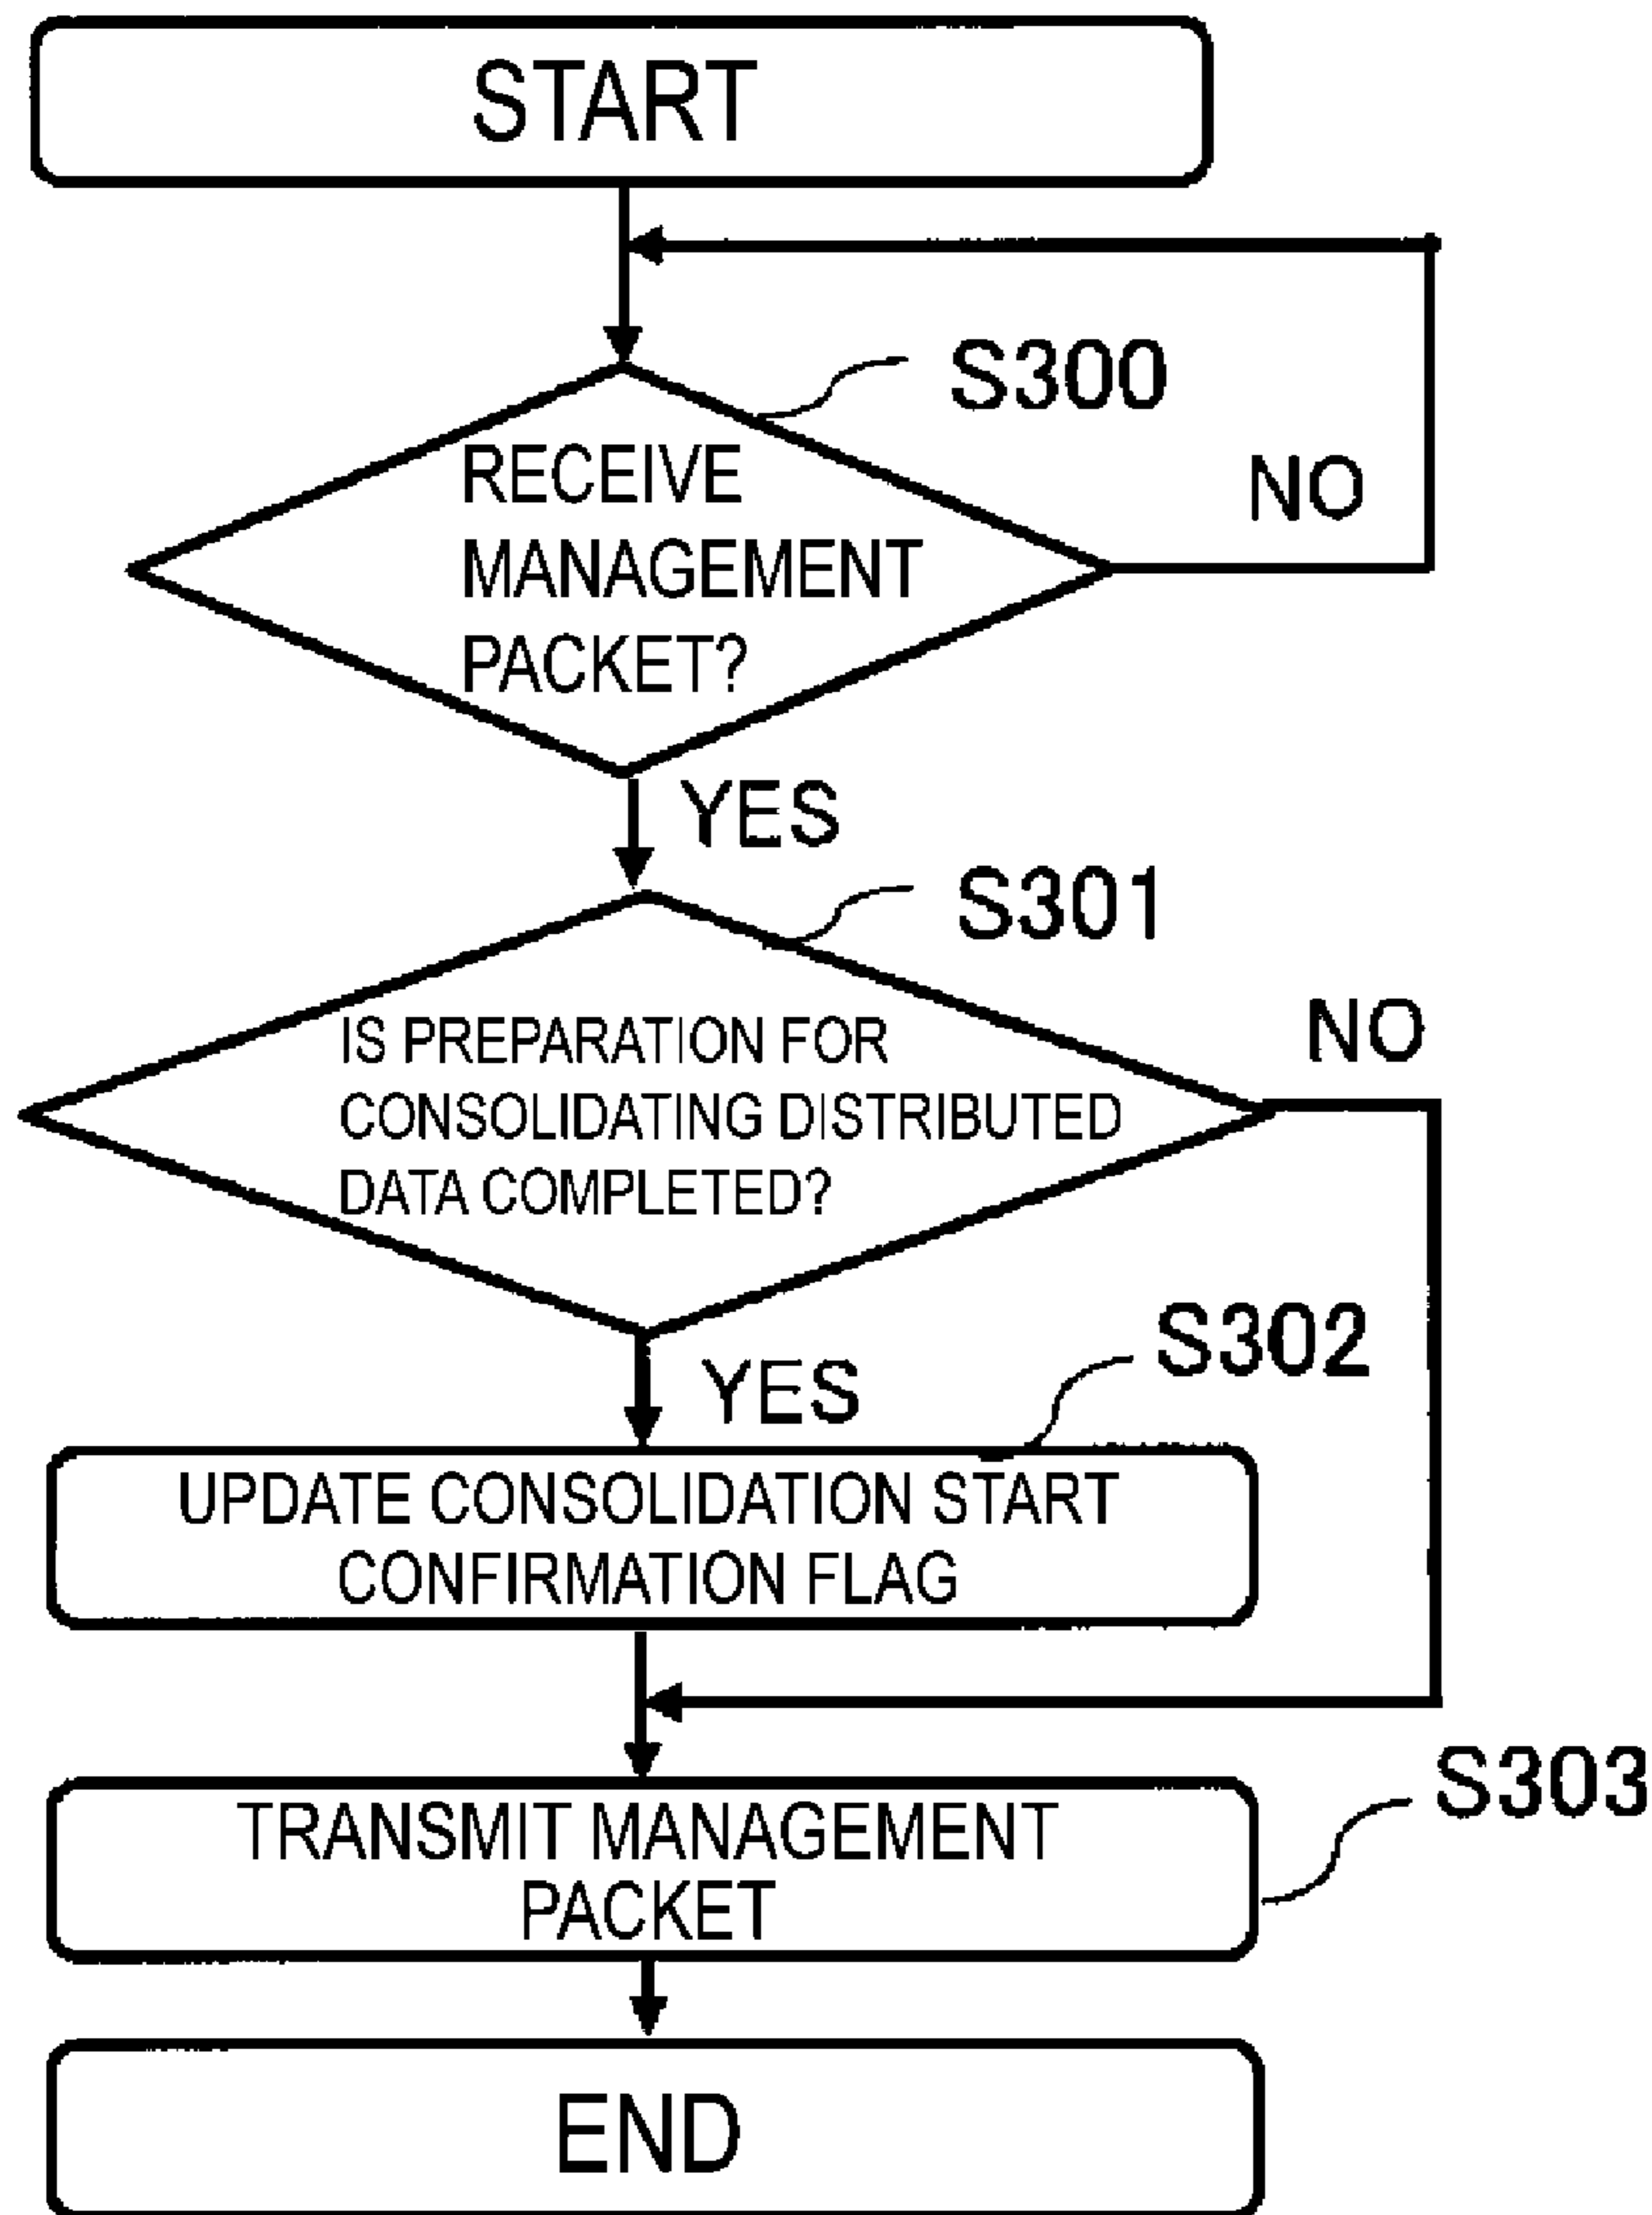 START
S300
RECEIVE
MANAGEMENT
PACKET?
NO
YES
S301
IS PREPARATION FOR
CONSOLIDATING DISTRIBUTED
DATA COMPLETED?
NO
YES
S302
UPDATE CONSOLIDATION START
CONFIRMATION FLAG
TRANSMIT MANAGEMENT
PACKET
S303
END